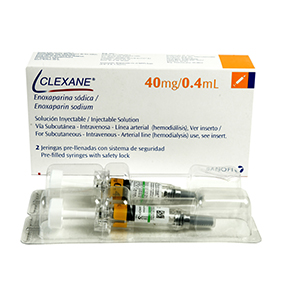 CLEXANE®
40mg/0.4mL
Enoxaparina sódica /
Enoxaparin sodium
Solución Inyectable / Injectable Solution
Vía Subcutánea - Intravenosa - Línea arterial (hemodiálisis), Ver inserto /
For Subcutaneous - Intravenous - Arterial line (hemodialysis use, see insert.
2 Jeringas pre-llenadas con sistema de seguridad
Pre-filled syringes with safety lock